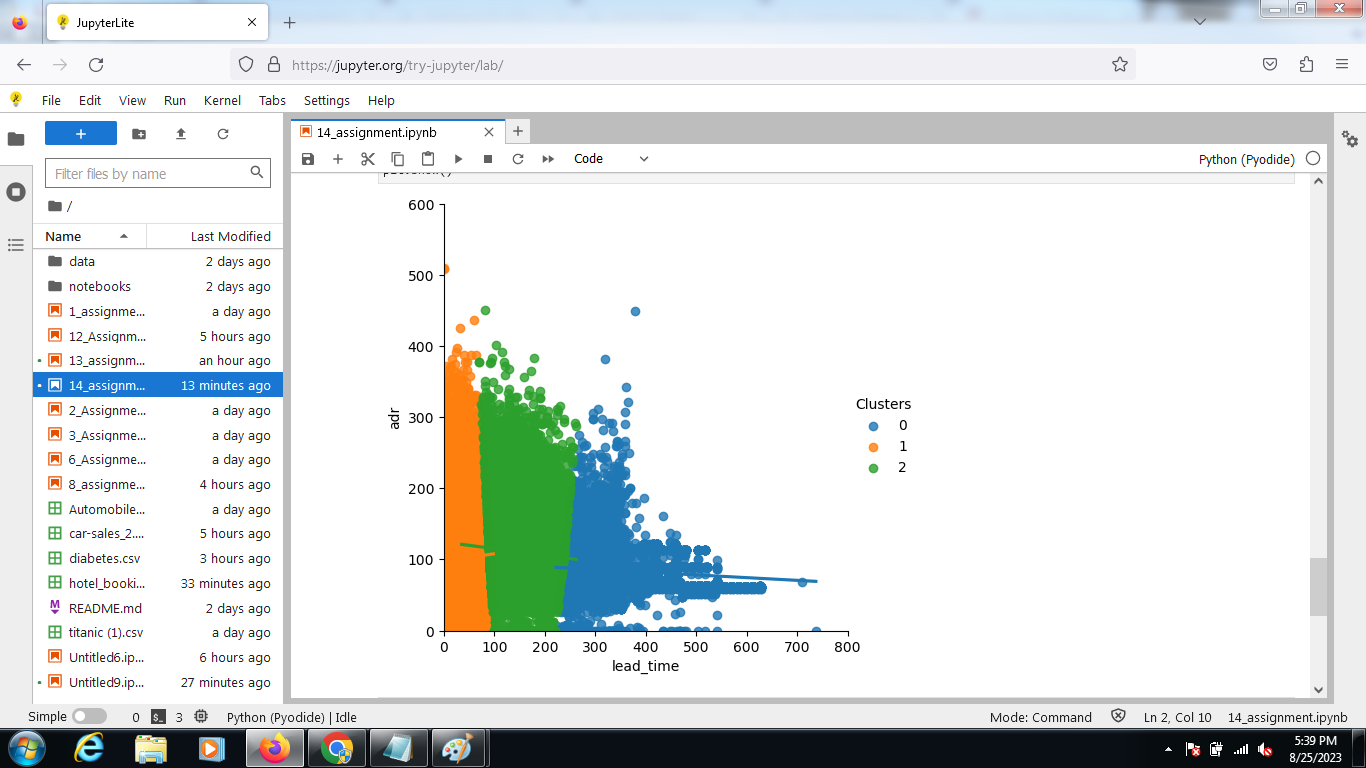 JupyterLite
https://jupyter.org/try-jupyter/lab/
File Edit View Run Kernel Tabs Settings Help
14_assignment.ipynb
Code
Python (Pyodide)
Filter files by name
/
Name Last Modified
data 2 days ago
notebooks 2 days ago
1_assignme... a day ago
12_Assignm... 5 hours ago
13_assignm... an hour ago
14_assignm... 13 minutes ago
2_Assignme... a day ago
3_Assignme... a day ago
6_Assignme... a day ago
8_assignme... 4 hours ago
Automobile... a day ago
car-sales_2.... 5 hours ago
diabetes.csv 3 hours ago
hotel_booki... 33 minutes ago
README.md 2 days ago
titanic (1).csv a day ago
Untitled6.ip... 6 hours ago
Untitled9.ip... 27 minutes ago
600
500
400
300
200
100
0
adr
0 100 200 300 400 500 600 700 800
lead_time
Clusters
0
1
2
Simple 0 3 Python (Pyodide) | Idle Mode: Command Ln 2, Col 10 14_assignment.ipynb
5:39 PM
8/25/2023